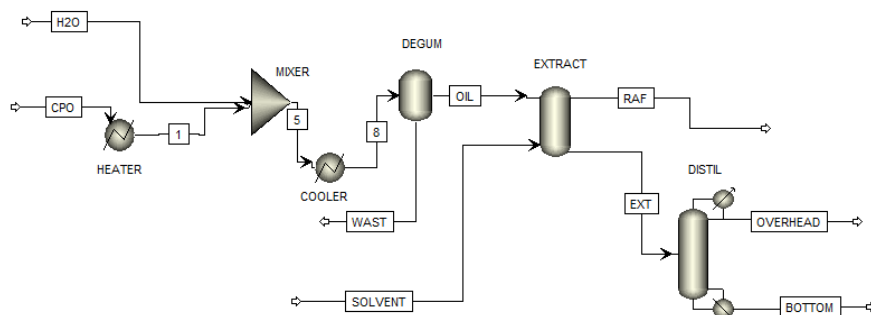 H2O
DEGUM
MIXER
EXTRACT
OIL
RAF
CPO
5
1
8
HEATER
DISTIL
COOLER
EXT
WAST
OVERHEAD
SOLVENT
BOTTOM